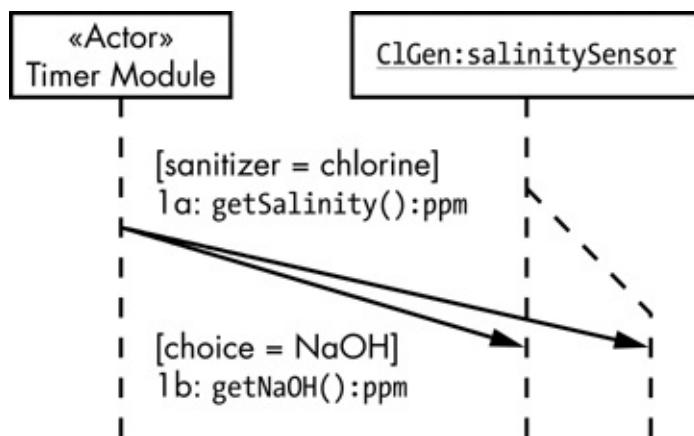 «Actor»
Timer Module
ClGen:salinitySensor
[sanitizer = chlorine]
1a: getSalinity():ppm
[choice = NaOH]
1b: getNaOH():ppm